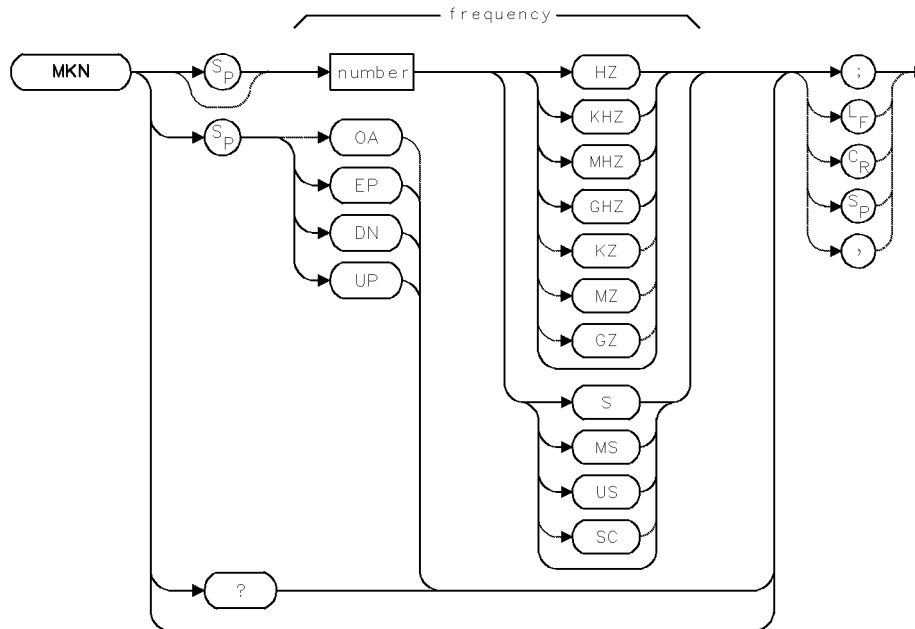 frequency
MKN
SP
number
HZ
;
KHZ
LF
SP
OA
MHZ
CR
EP
GHZ
SP
DN
KZ
,
UP
MZ
GZ
S
MS
US
SC
?